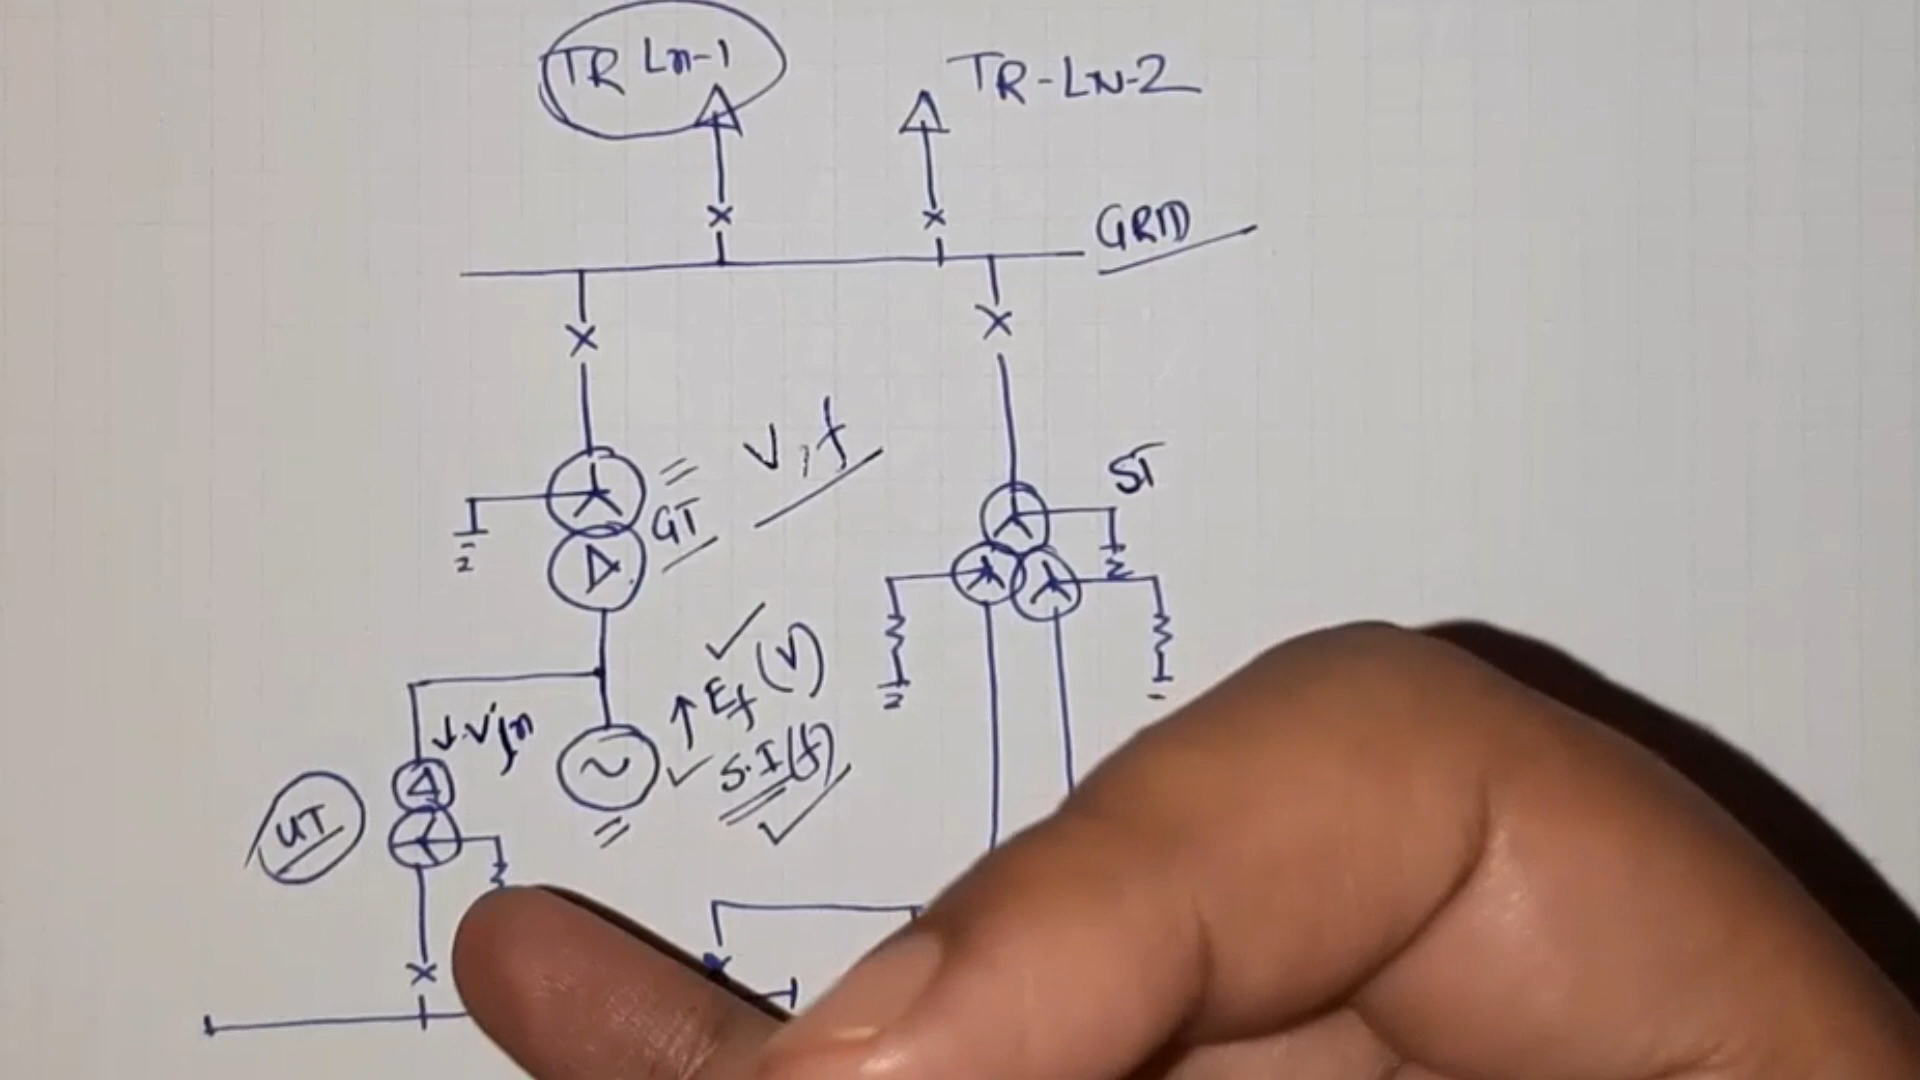 TR Ln-1
TR-LN-2
GRID
V, f
ST
GT
↑ Ef (V)
S.I(f)
UT